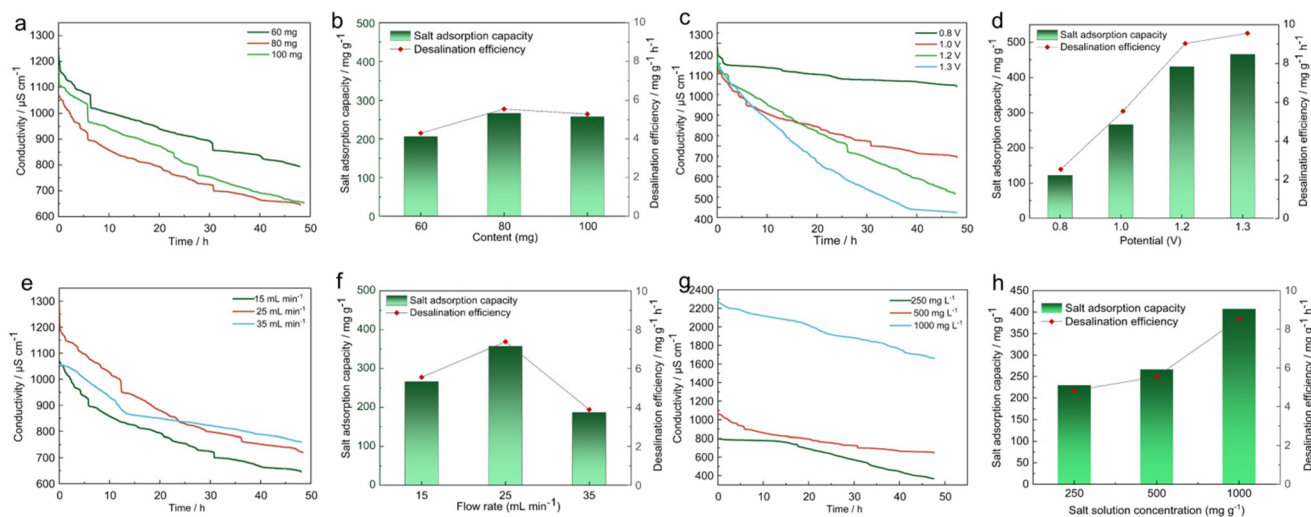 a
60 mg
80 mg
100 mg
1300
1200
1100
1000
900
800
700
600
0
10
20
30
40
50
Conductivity / μS cm⁻¹
Time / h
b
Salt adsorption capacity
Desalination efficiency
500
400
300
200
100
0
10
8
6
4
2
0
60
80
100
Salt adsorption capacity / mg g⁻¹
Desalination efficiency / mg g⁻¹ h⁻¹
Content (mg)
c
0.8 V
1.0 V
1.2 V
1.3 V
1300
1200
1100
1000
900
800
700
600
500
400
0
10
20
30
40
50
Conductivity / μS cm⁻¹
Time / h
d
Salt adsorption capacity
Desalination efficiency
500
400
300
200
100
0
10
8
6
4
2
0
0.8
1.0
1.2
1.3
Salt adsorption capacity / mg g⁻¹
Desalination efficiency / mg g⁻¹ h⁻¹
Potential (V)
e
15 mL min⁻¹
25 mL min⁻¹
35 mL min⁻¹
1300
1200
1100
1000
900
800
700
600
0
10
20
30
40
50
Conductivity / μS cm⁻¹
Time / h
f
Salt adsorption capacity
Desalination efficiency
500
400
300
200
100
0
10
8
6
4
2
0
15
25
35
Salt adsorption capacity / mg g⁻¹
Desalination efficiency / mg g⁻¹ h⁻¹
Flow rate (mL min⁻¹)
g
250 mg L⁻¹
500 mg L⁻¹
1000 mg L⁻¹
2400
2200
2000
1800
1600
1400
1200
1000
800
600
400
0
10
20
30
40
50
Conductivity / μS cm⁻¹
Time / h
h
Salt adsorption capacity
Desalination efficiency
450
400
350
300
250
200
150
100
50
0
10
8
6
4
2
0
250
500
1000
Salt adsorption capacity / mg g⁻¹
Desalination efficiency / mg g⁻¹ h⁻¹
Salt solution concentration (mg g⁻¹)